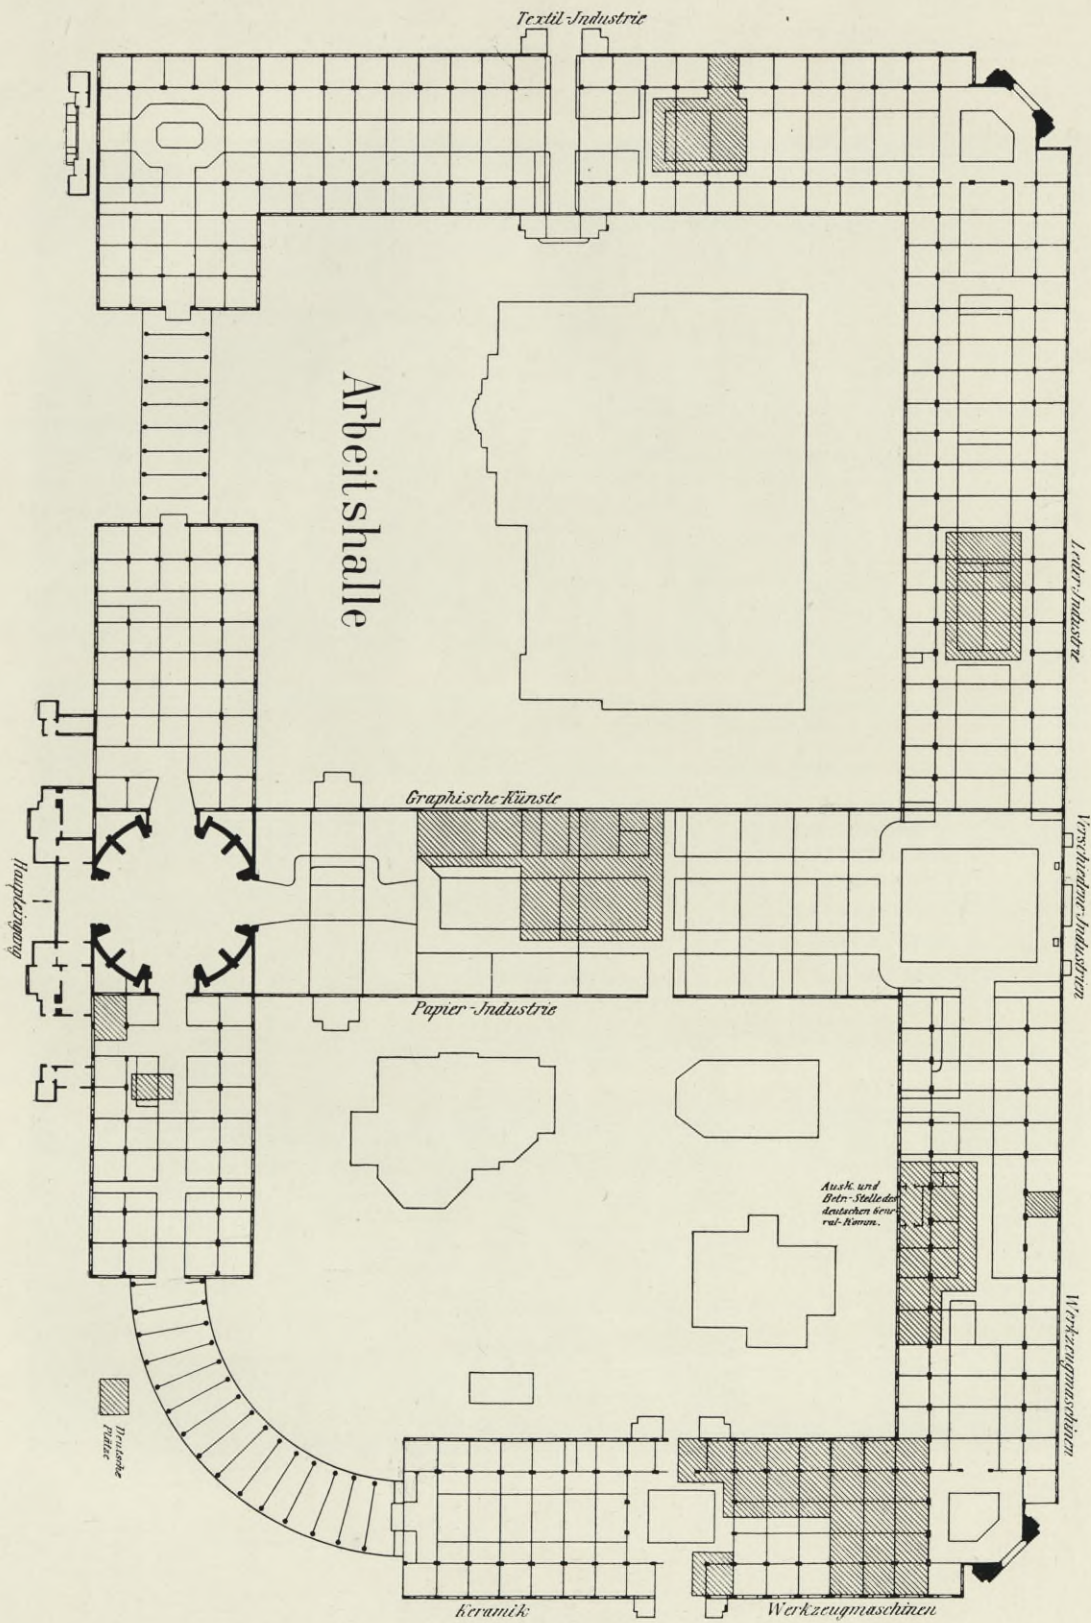 Textil-Industrie
Arbeitshalle
Leder-Industrie
Graphische-Künste
Verschiedene-Industrien
Haupteingang
Papier-Industrie
Ausk. und
Betr.-Stelle des
deutschen Gene-
ral-Komm.
Werkzeugmaschinen
Deutsche
Plätze
Keramik
Werkzeugmaschinen